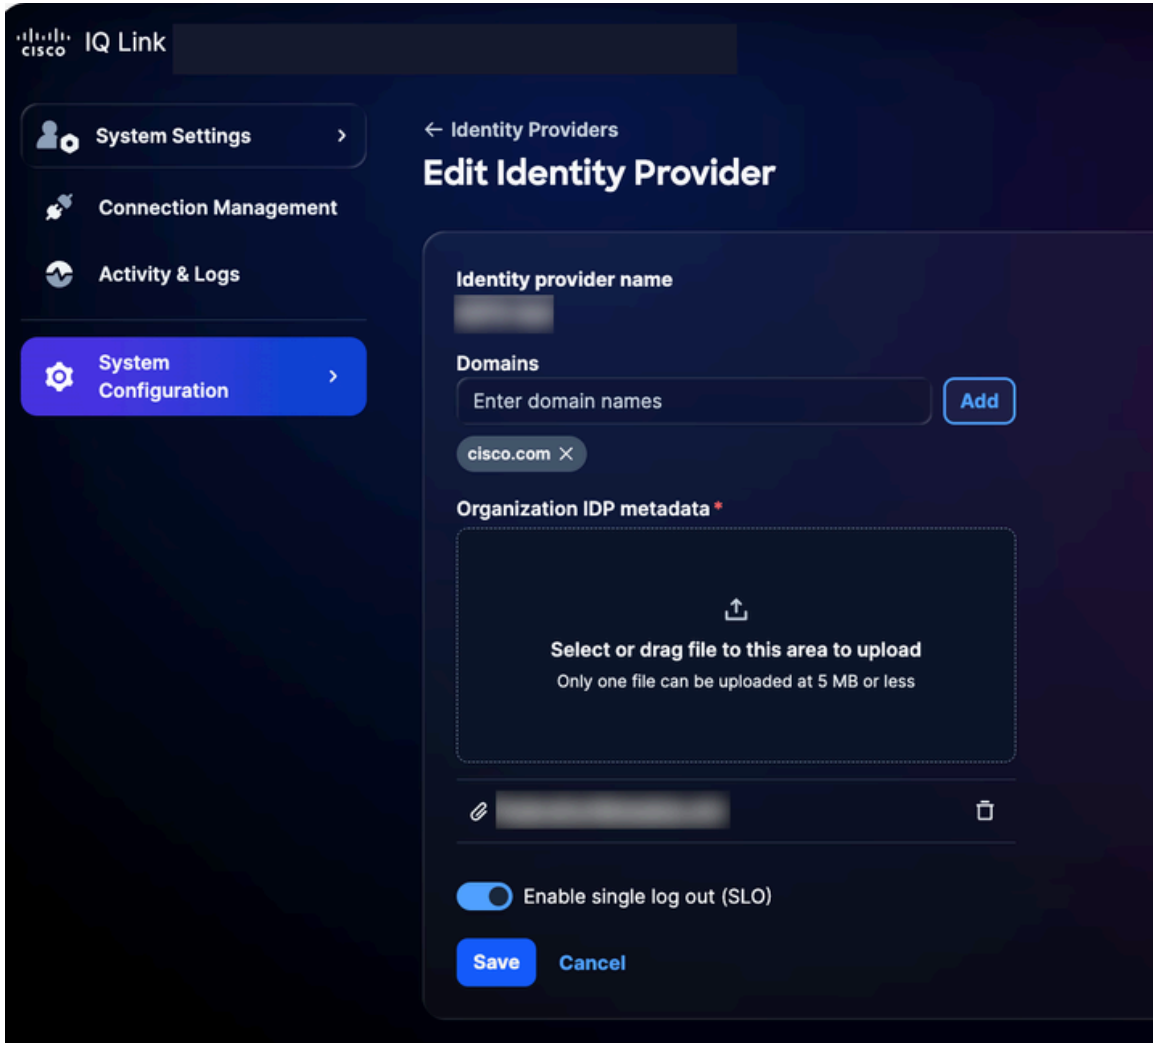 CISCO IQ Link
System Settings
Connection Management
Activity & Logs
System
Configuration
← Identity Providers
Edit Identity Provider
Identity provider name
Domains
Enter domain names
Add
cisco.com
Organization IDP metadata*
Select or drag file to this area to upload
Only one file can be uploaded at 5 MB or less
Enable single log out (SLO)
Save Cancel